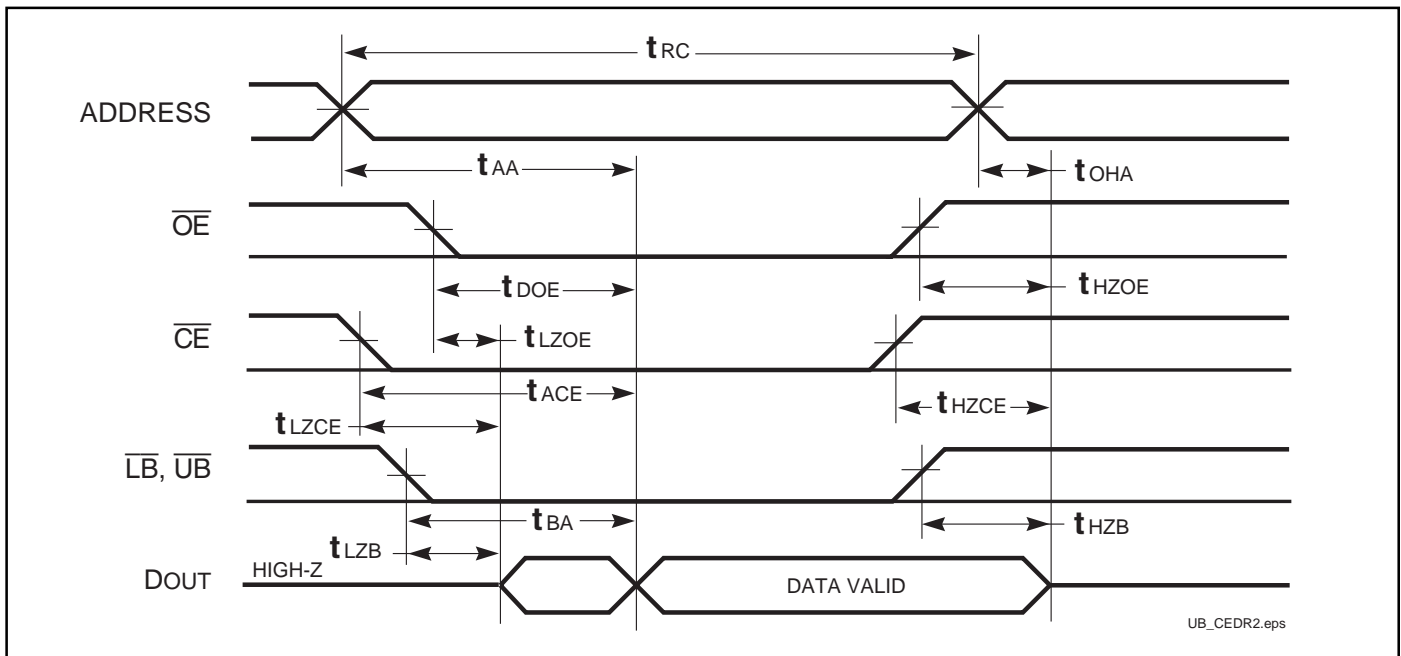 tRC
ADDRESS
tAA
tOHA
OE
tDOE
tHZOE
CE
tLZOE
tACE
tHZCE
tLZCE
LB, UB
tBA
tHZB
tLZB
DOUT
HIGH-Z
DATA VALID
UB_CEDR2.eps